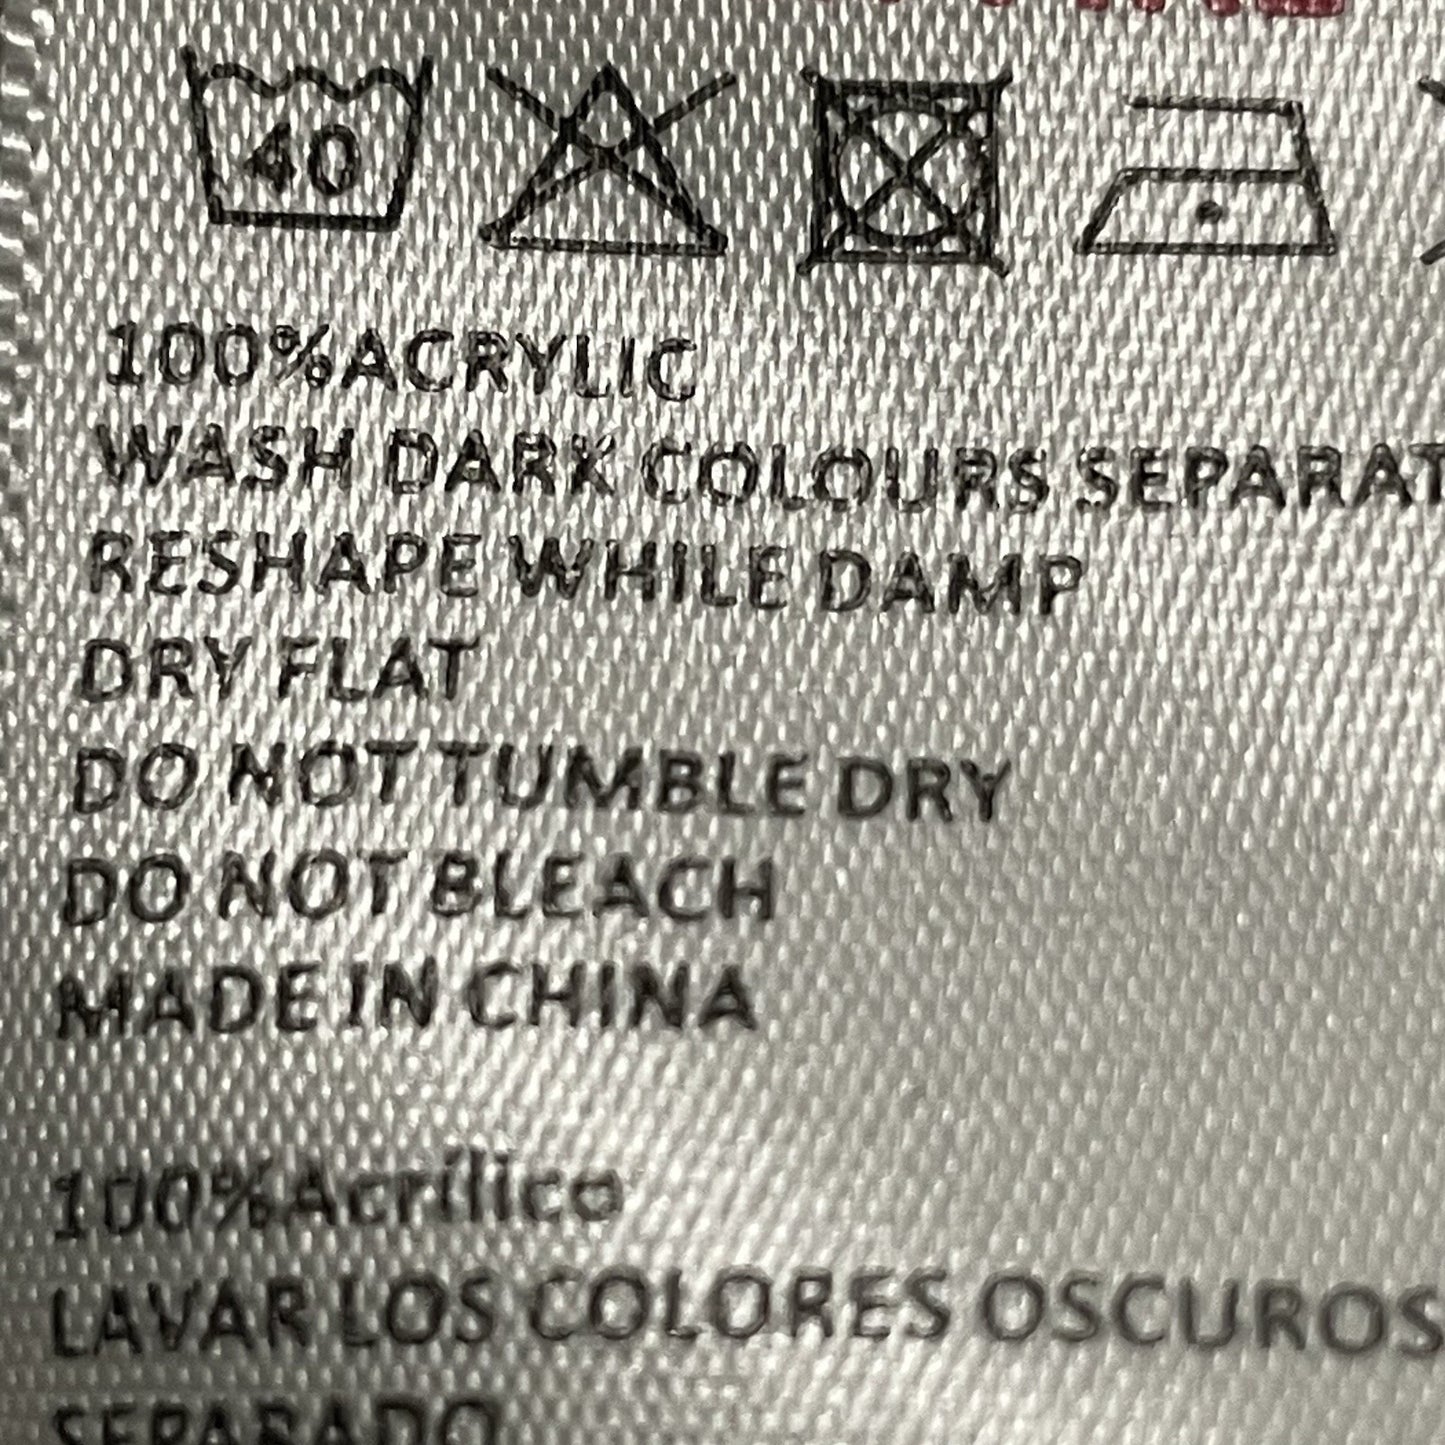 40
100%ACRYLIC
WASH DARK COLOURS SEPARAT
RESHAPE WHILE DAMP
DRY FLAT
DO NOT TUMBLE DRY
DO NOT BLEACH
MADE IN CHINA
100%Acrílico
LAVAR LOS COLORES OSCUROS
SEPARADO